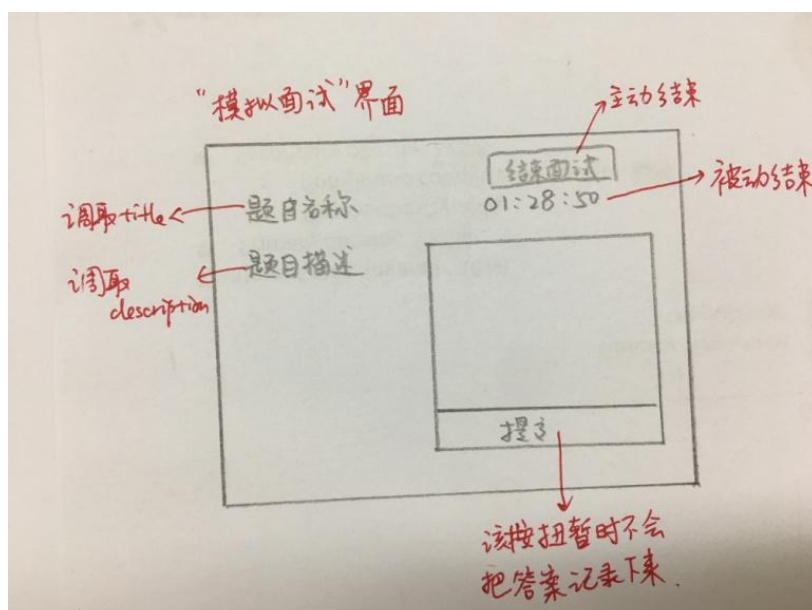 “模拟面试”界面
主动结束
结束面试
01:28:50
被动结束
调取title
题目名称
调取
description
题目描述
提交
该按扭暂时不会
把答案记录下来.